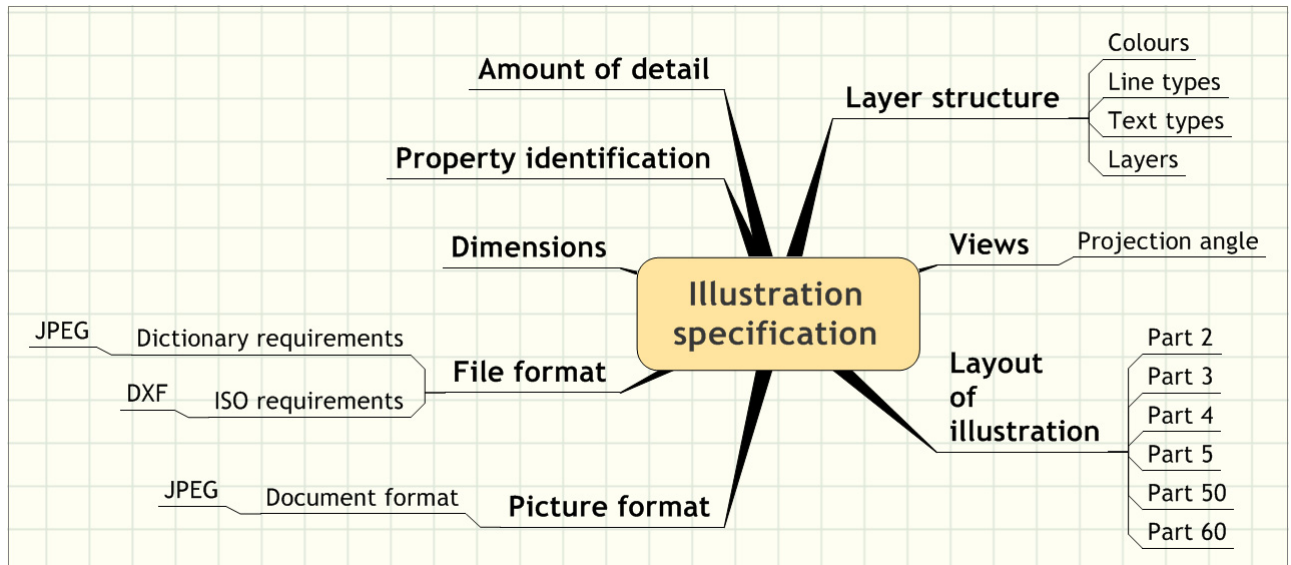 Amount of detail
Property identification
Dimensions
File format
Dictionary requirements
JPEG
ISO requirements
DXF
Picture format
Document format
JPEG
Illustration
specification
Layer structure
Colours
Line types
Text types
Layers
Views
Projection angle
Layout
of
illustration
Part 2
Part 3
Part 4
Part 5
Part 50
Part 60